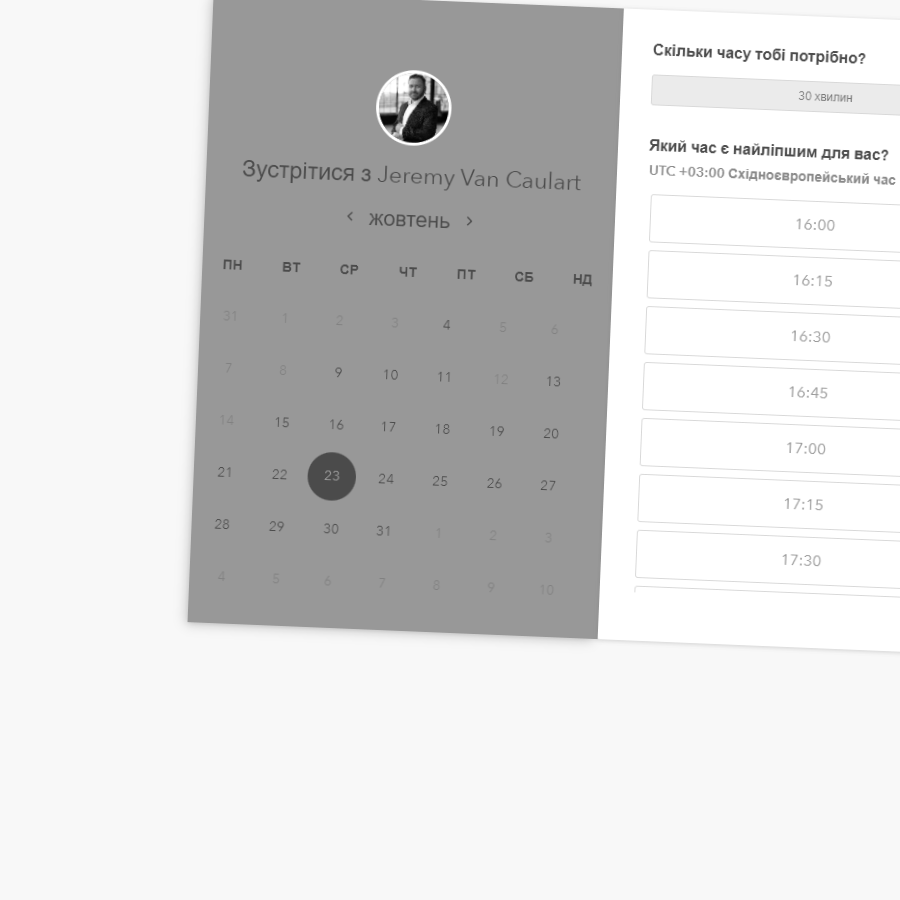 Зустрітися з Jeremy Van Caulart
жовтень
ПН ВТ СР ЧТ ПТ СБ НД
31 1 2 3 4 5 6
7 8 9 10 11 12 13
14 15 16 17 18 19 20
21 22 23 24 25 26 27
28 29 30 31 1 2 3
4 5 6 7 8 9 10
Скільки часу тобі потрібно?
30 хвилин
Який час є найліпшим для вас?
UTC +03:00 Східноєвропейський час
16:00
16:15
16:30
16:45
17:00
17:15
17:30